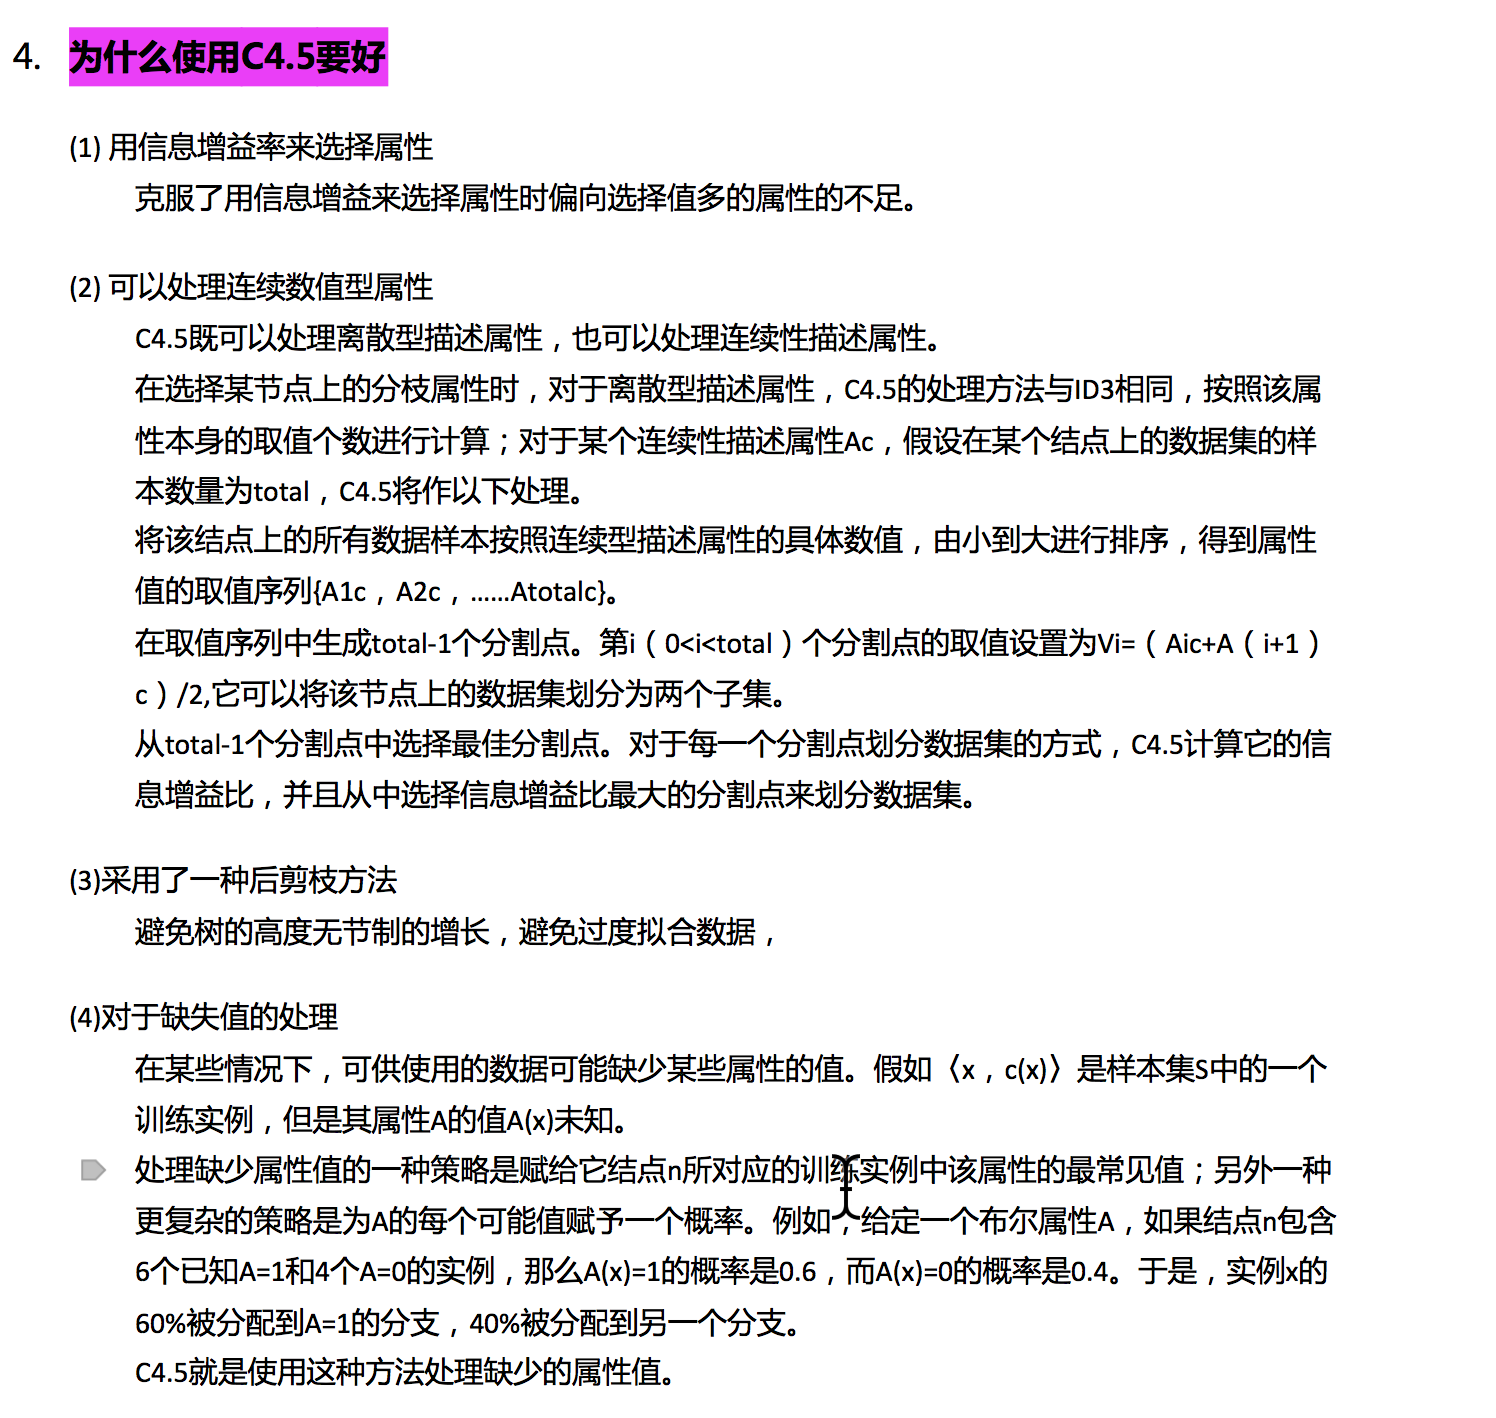 4. 为什么使用C4.5要好
(1) 用信息增益率来选择属性
克服了用信息增益来选择属性时偏向选择值多的属性的不足。
(2) 可以处理连续数值型属性
C4.5既可以处理离散型描述属性，也可以处理连续性描述属性。
在选择某节点上的分枝属性时，对于离散型描述属性，C4.5的处理方法与ID3相同，按照该属
性本身的取值个数进行计算；对于某个连续性描述属性Ac，假设在某个结点上的数据集的样
本数量为total，C4.5将作以下处理。
将该结点上的所有数据样本按照连续型描述属性的具体数值，由小到大进行排序，得到属性
值的取值序列{A1c，A2c，......Atotalc}。
在取值序列中生成total-1个分割点。第i（0<i<total）个分割点的取值设置为Vi=（Aic+A（i+1）
c）/2,它可以将该节点上的数据集划分为两个子集。
从total-1个分割点中选择最佳分割点。对于每一个分割点划分数据集的方式，C4.5计算它的信
息增益比，并且从中选择信息增益比最大的分割点来划分数据集。
(3)采用了一种后剪枝方法
避免树的高度无节制的增长，避免过度拟合数据，
(4)对于缺失值的处理
在某些情况下，可供使用的数据可能缺少某些属性的值。假如〈x，c(x)〉是样本集S中的一个
训练实例，但是其属性A的值A(x)未知。
处理缺少属性值的一种策略是赋给它结点n所对应的训练实例中该属性的最常见值；另外一种
更复杂的策略是为A的每个可能值赋予一个概率。例如，给定一个布尔属性A，如果结点n包含
6个已知A=1和4个A=0的实例，那么A(x)=1的概率是0.6，而A(x)=0的概率是0.4。于是，实例x的
60%被分配到A=1的分支，40%被分配到另一个分支。
C4.5就是使用这种方法处理缺少的属性值。